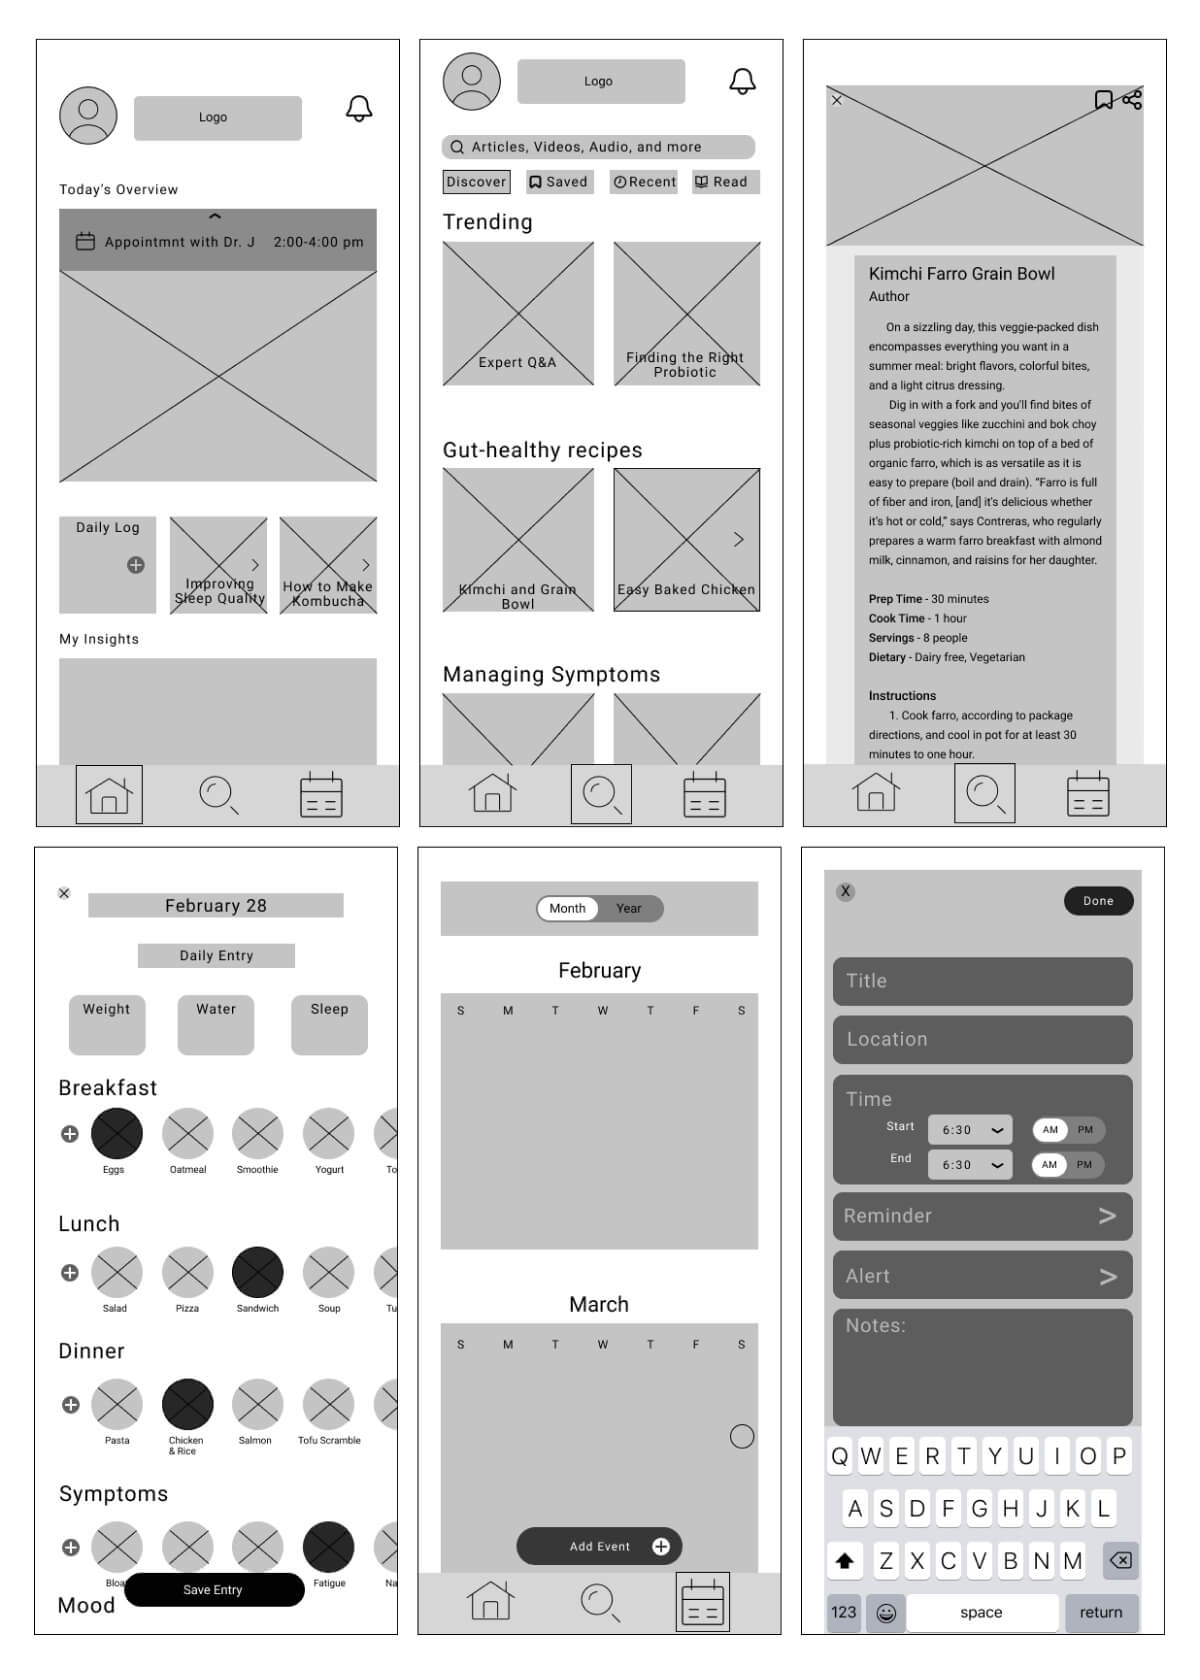 Logo
Today's Overview
Appointmnt with Dr. J 2:00-4:00 pm
Daily Log
Improving
Sleep Quality
How to Make
Kombucha
My Insights
Logo
Articles, Videos, Audio, and more
Discover Saved Recent Read
Trending
Expert Q&A
Finding the Right
Probiotic
Gut-healthy recipes
Kimchi and Grain
Bowl
Easy Baked Chicken
Managing Symptoms
Kimchi Farro Grain Bowl
Author
On a sizzling day, this veggie-packed dish
encompasses everything you want in a
summer meal: bright flavors, colorful bites,
and a light citrus dressing.
Dig in with a fork and you'll find bites of
seasonal veggies like zucchini and bok choy
plus probiotic-rich kimchi on top of a bed of
organic farro, which is as versatile as it is
easy to prepare (boil and drain). “Farro is full
of fiber and iron, [and] it's delicious whether
it's hot or cold,” says Contreras, who regularly
prepares a warm farro breakfast with almond
milk, cinnamon, and raisins for her daughter.
Prep Time - 30 minutes
Cook Time - 1 hour
Servings - 8 people
Dietary - Dairy free, Vegetarian
Instructions
1. Cook farro, according to package
directions, and cool in pot for at least 30
minutes to one hour.
February 28
Daily Entry
Weight Water Sleep
Breakfast
Eggs Oatmeal Smoothie Yogurt To
Lunch
Salad Pizza Sandwich Soup Tu
Dinner
Pasta Chicken Salmon Tofu Scramble
& Rice
Symptoms
Bloa Fatigue Na
Save Entry
Mood
Month Year
February
S M T W T F S
March
S M T W T F S
Add Event
X
Done
Title
Location
Time
Start 6:30 AM PM
End 6:30 AM PM
Reminder >
Alert >
Notes:
Q W E R T Y U I O P
A S D F G H J K L
Z X C V B N M
123 space return